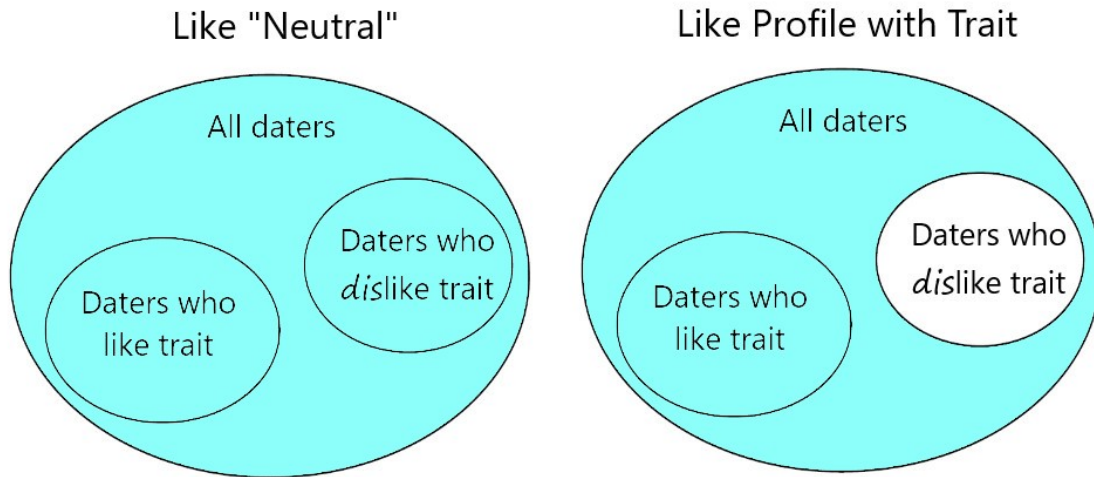 Like "Neutral"
All daters
Daters who
dislike trait
Daters who
like trait
Like Profile with Trait
All daters
Daters who
dislike trait
Daters who
like trait